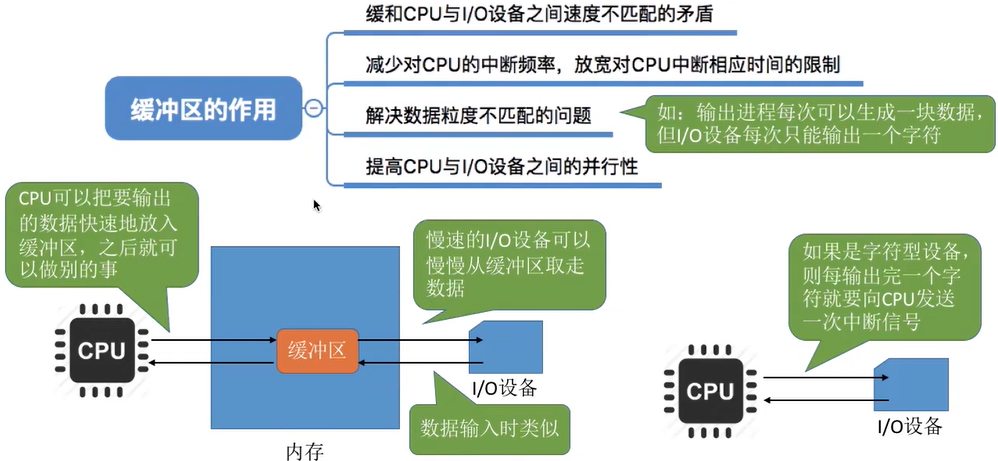 缓和CPU与I/O设备之间速度不匹配的矛盾
减少对CPU的中断频率，放宽对CPU中断相应时间的限制
缓冲区的作用
解决数据粒度不匹配的问题
如：输出进程每次可以生成一块数据，
但I/O设备每次只能输出一个字符
提高CPU与I/O设备之间的并行性
CPU可以把要输出
的数据快速地放入
缓冲区，之后就可
以做别的事
慢速的I/O设备可以
慢慢从缓冲区取走
数据
如果是字符型设备，
则每输出完一个字
符就要向CPU发送
一次中断信号
CPU
缓冲区
I/O设备
数据输入时类似
内存
CPU
I/O设备